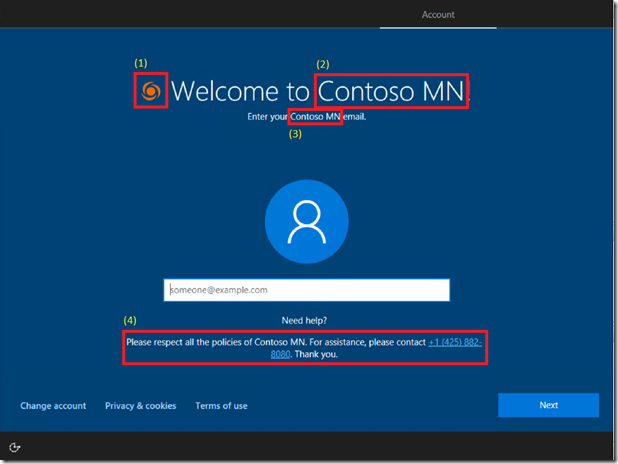 Account
(1)
(2)
Welcome to Contoso MN!
Enter your Contoso MN email.
(3)
someone@example.com
Need help?
(4)
Please respect all the policies of Contoso MN. For assistance, please contact +1 (425) 882-
8080. Thank you.
Change account Privacy & cookies Terms of use Next